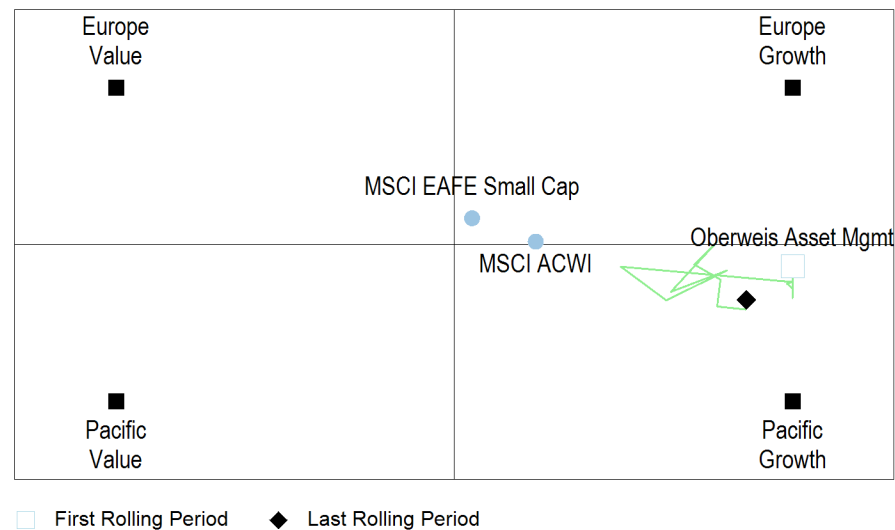 Europe
Value
Europe
Growth
MSCI EAFE Small Cap
Oberweis Asset Mgmt
MSCI ACWI
Pacific
Value
Pacific
Growth
First Rolling Period
Last Rolling Period